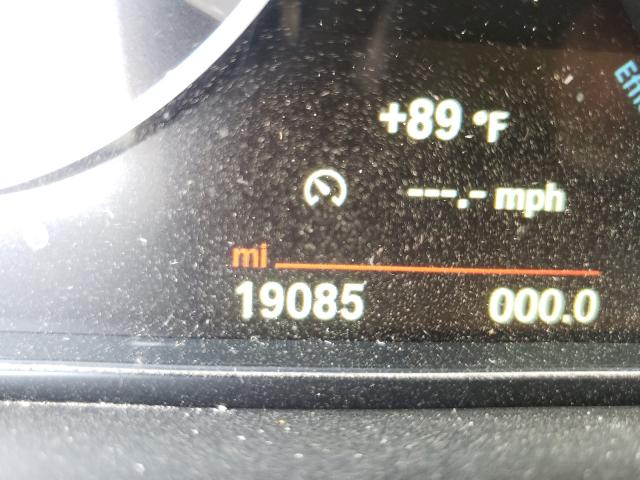 +89 °F
---.- mph
mi
19085 000.0